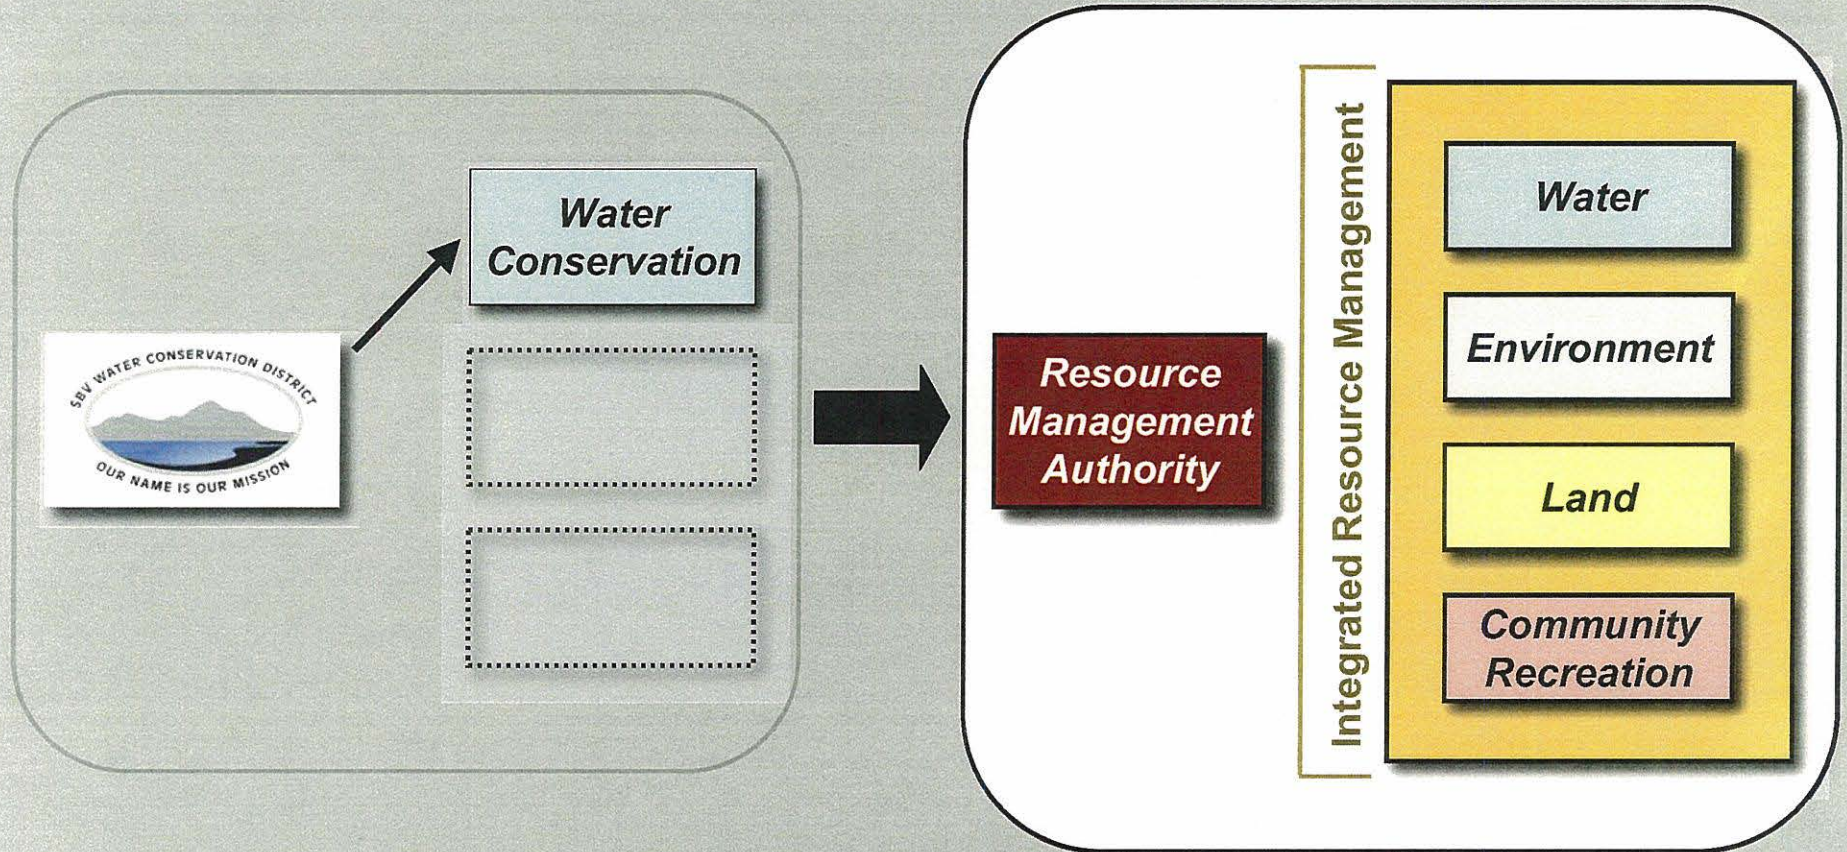 SBV WATER CONSERVATION DISTRICT
OUR NAME IS OUR MISSION
Water
Conservation
Resource
Management
Authority
Integrated Resource Management
Water
Environment
Land
Community
Recreation